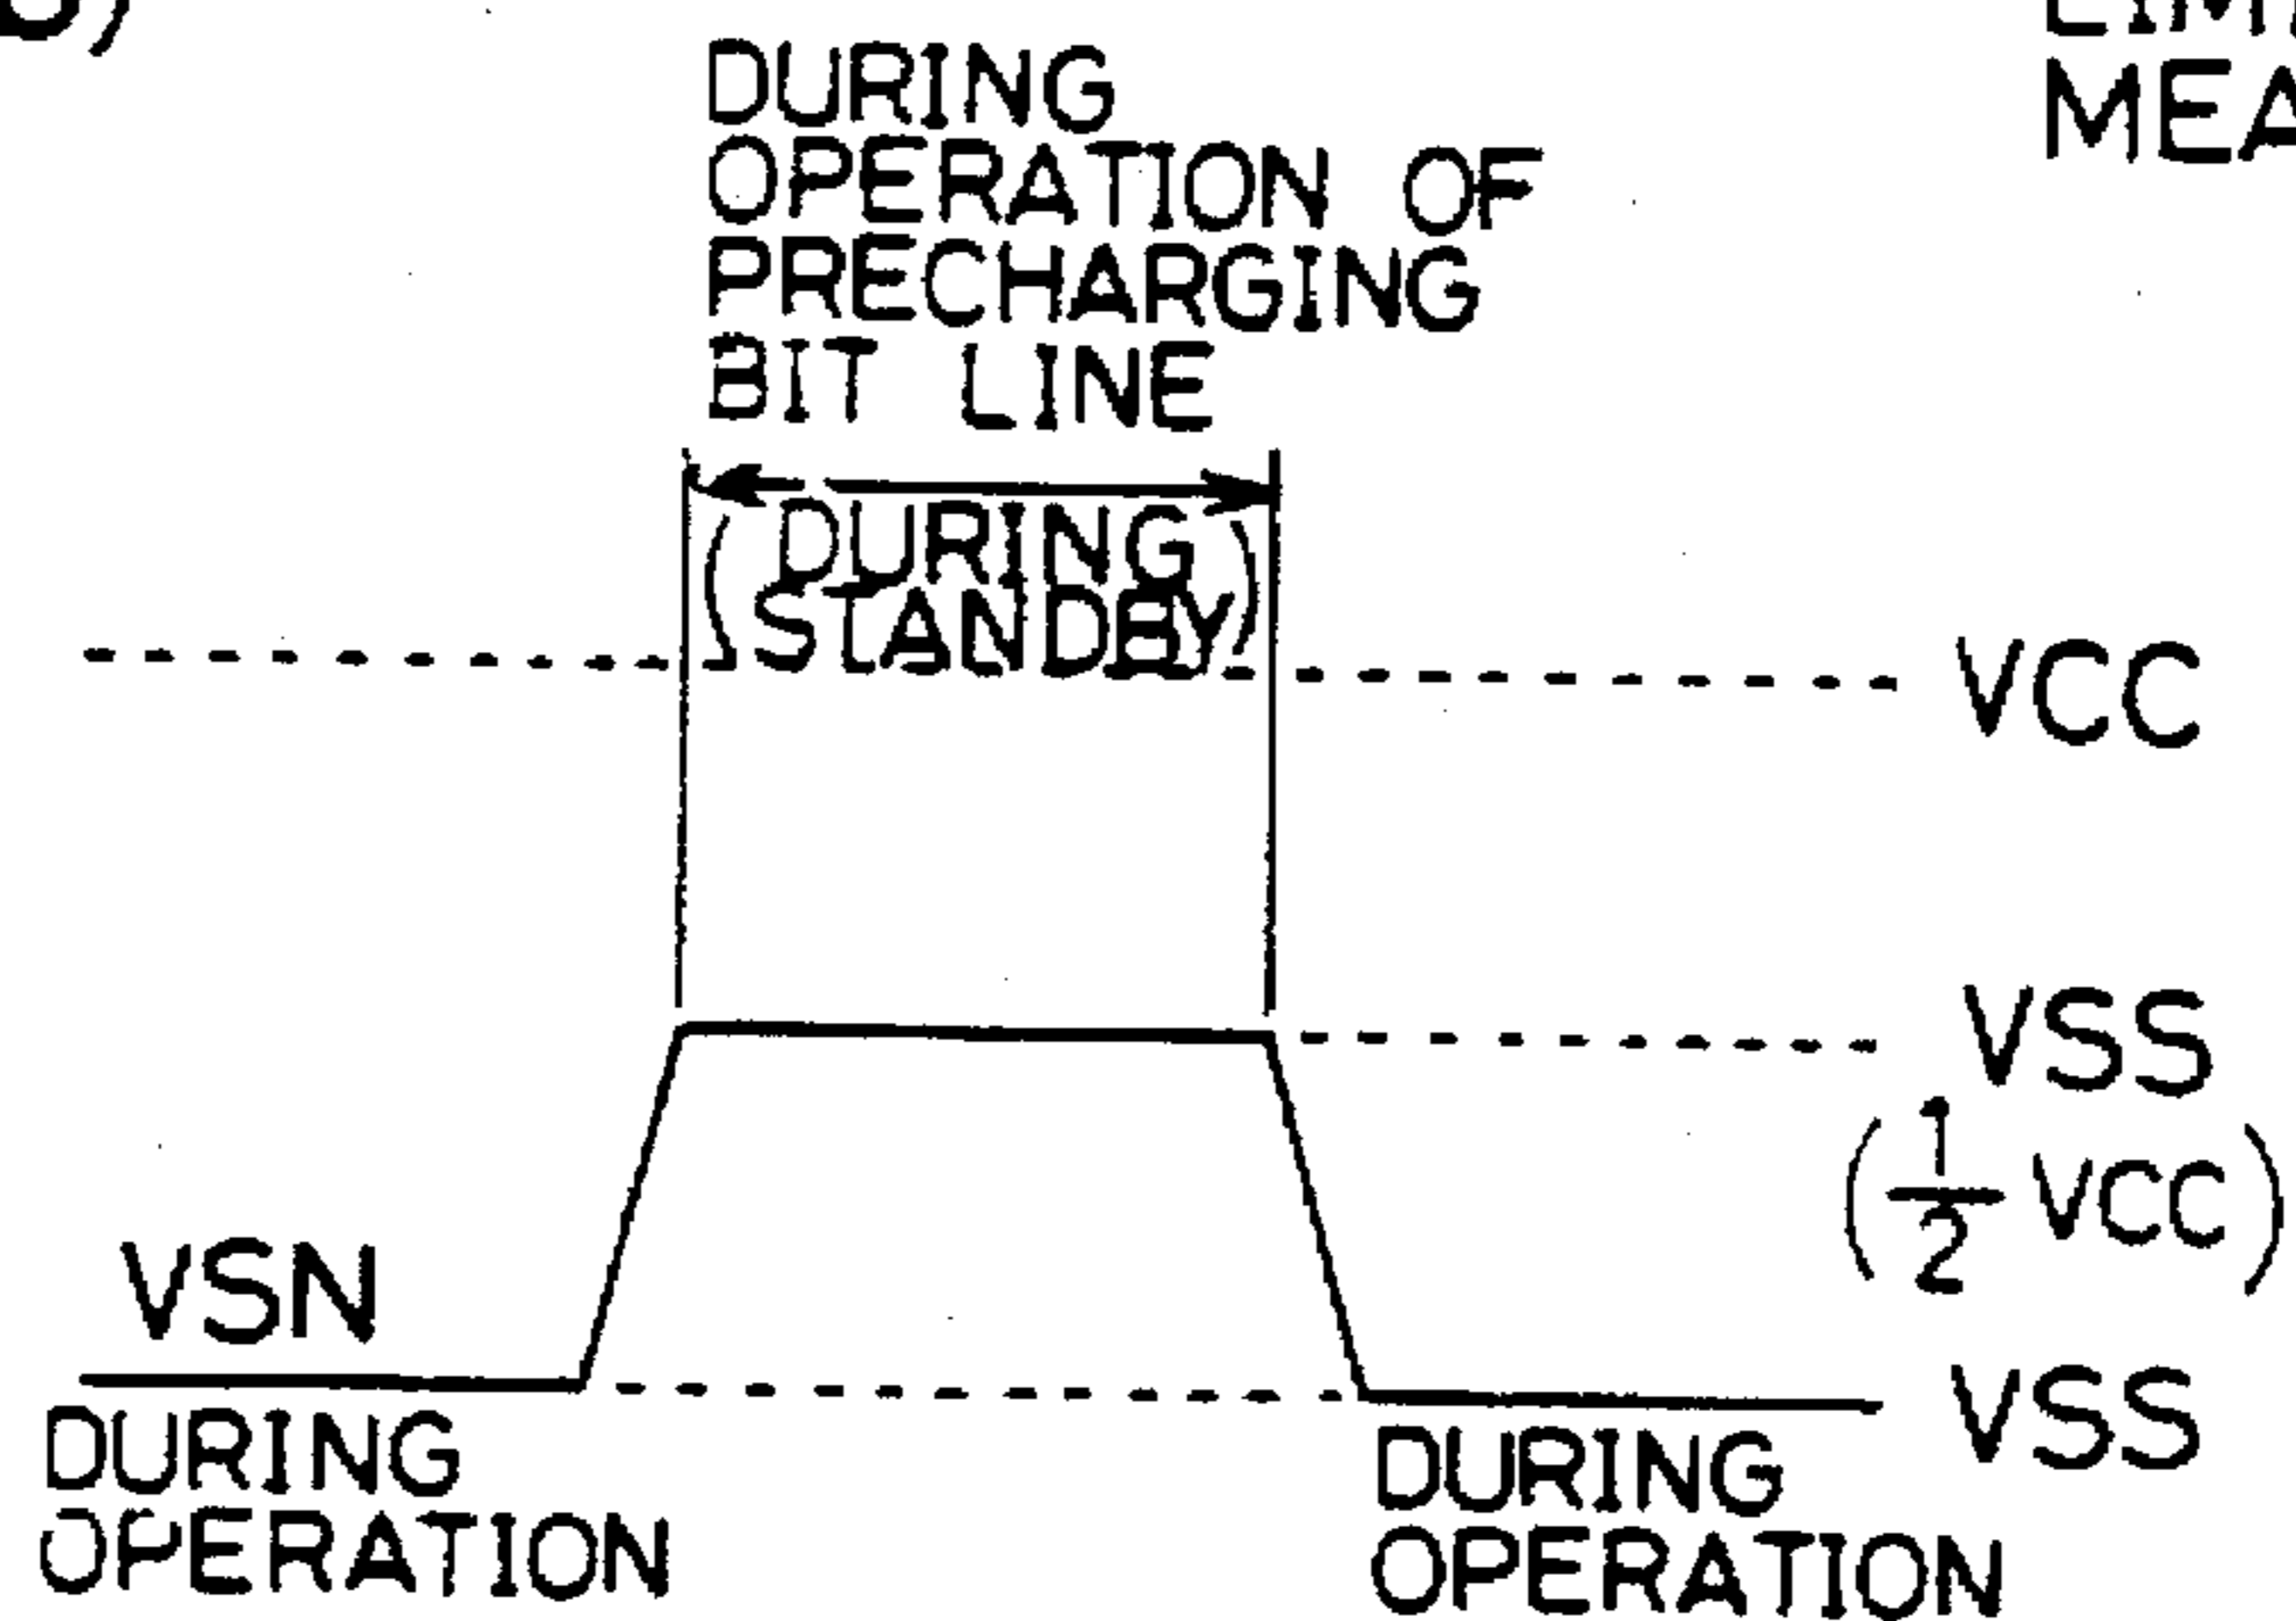 DURING
OPERATION OF
PRECHARGING
BIT LINE
MEA
(DURING
STANDBY)
VCC
VSS
(1/2 VCC)
VSN
VSS
DURING
OPERATION
DURING
OPERATION